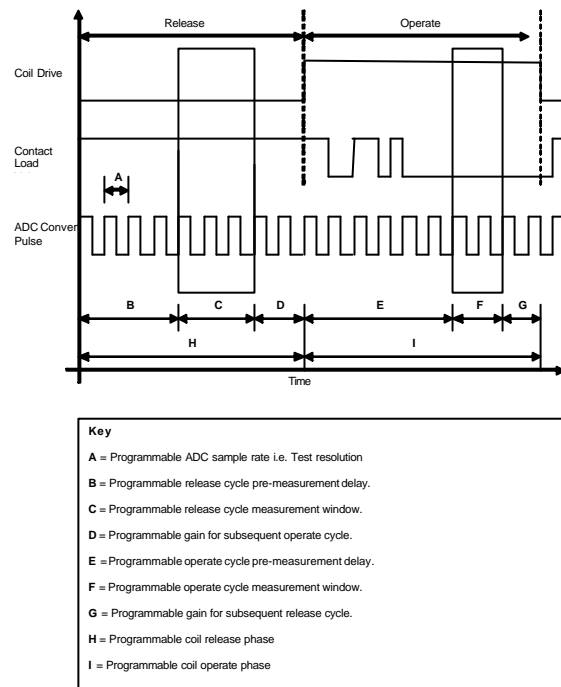 Release
Operate
Coil Drive
Contact
Load
A
ADC Conver
Pulse
B
C
D
E
F
G
H
I
Time
Key
A = Programmable ADC sample rate i.e. Test resolution
B = Programmable release cycle pre-measurement delay.
C = Programmable release cycle measurement window.
D = Programmable gain for subsequent operate cycle.
E = Programmable operate cycle pre-measurement delay.
F = Programmable operate cycle measurement window.
G = Programmable gain for subsequent release cycle.
H = Programmable coil release phase
I = Programmable coil operate phase